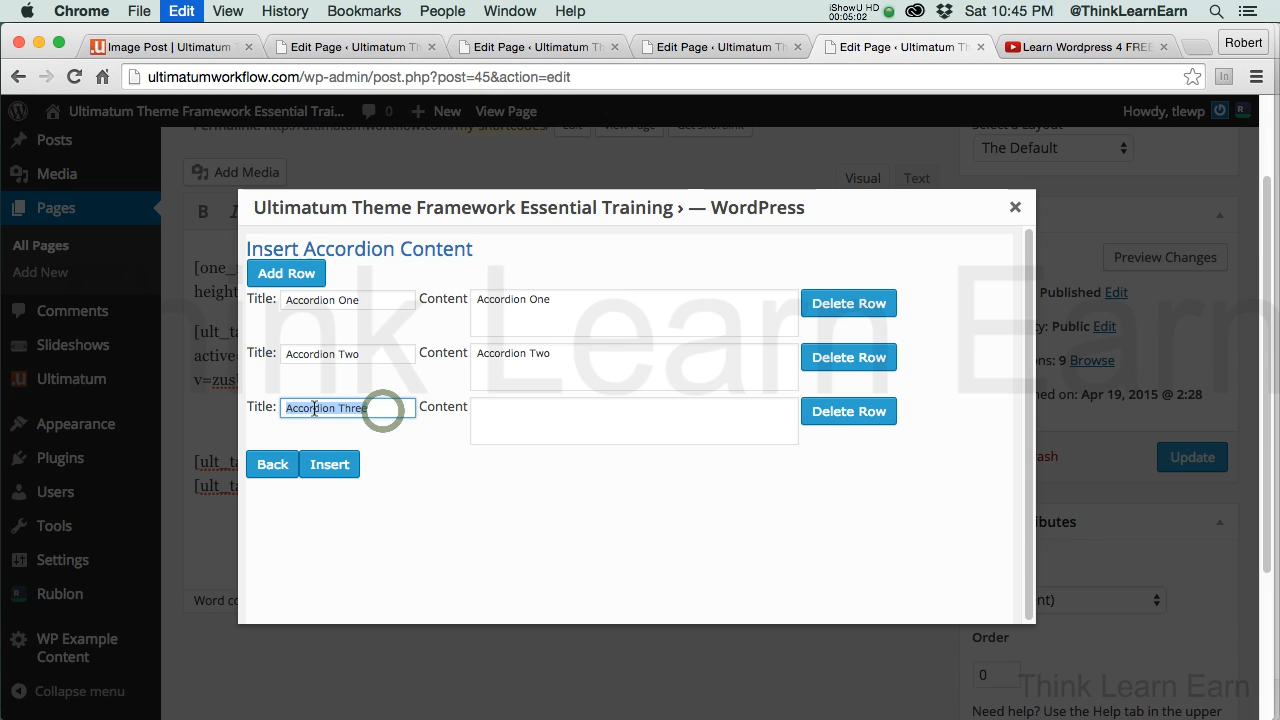 Chrome File Edit View History Bookmarks People Window Help iShowU HD 00:05:02 Sat 10:45 PM @ThinkLearnEarn
Image Post | Ultimatum × Edit Page ‹ Ultimatum Th × Edit Page ‹ Ultimatum Th × Edit Page ‹ Ultimatum Th × Edit Page ‹ Ultimatum Th × Learn Wordpress 4 FREE × Robert
ultimatumworkflow.com/wp-admin/post.php?post=45&action=edit
Ultimatum Theme Framework Essential Trai... 0 New View Page Howdy, tlewp
Permalink: http://ultimatumworkflow.com/my-shortcodes/ Edit View Page Get Shortlink
Select a Layout
The Default
Posts
Media
Pages
All Pages
Add New
Comments
Slideshows
Ultimatum
Appearance
Plugins
Users
Tools
Settings
Rublon
WP Example
Content
Collapse menu
Add Media Visual Text
B I
[one_
height
[ult_ta
active=
v=zus
[ult_ta
[ult_ta
Word co
Ultimatum Theme Framework Essential Training › — WordPress ×
Insert Accordion Content
Add Row
Title: Accordion One Content Accordion One Delete Row
Title: Accordion Two Content Accordion Two Delete Row
Title: Accordion Three Content Delete Row
Back Insert
Preview Changes
: Published Edit
ty: Public Edit
ons: 9 Browse
ed on: Apr 19, 2015 @ 2:28
ash Update
ibutes
nt)
Order
0
Need help? Use the Help tab in the upper
Think Learn Earn
Think Learn Earn